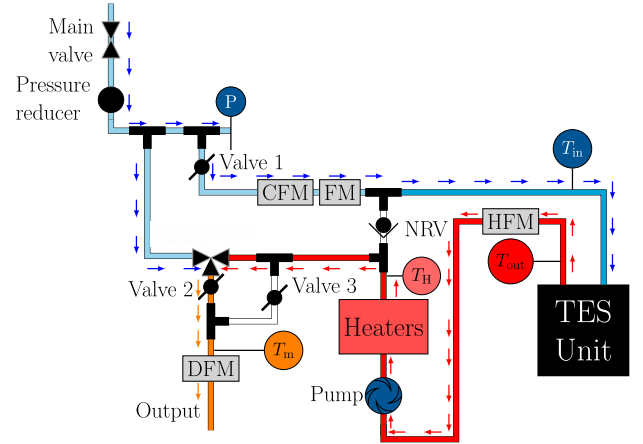 Main
valve
Pressure
reducer
P
Valve 1
CFM
FM
T_in
NRV
HFM
T_out
Valve 2
Valve 3
T_H
TES
Unit
Heaters
T_m
DFM
Pump
Output